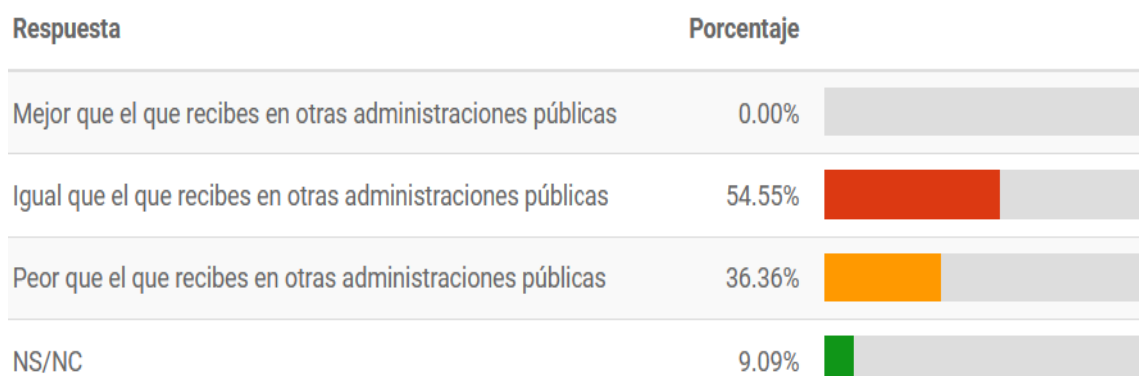 Respuesta Porcentaje
Mejor que el que recibes en otras administraciones públicas 0.00%
Igual que el que recibes en otras administraciones públicas 54.55%
Peor que el que recibes en otras administraciones públicas 36.36%
NS/NC 9.09%